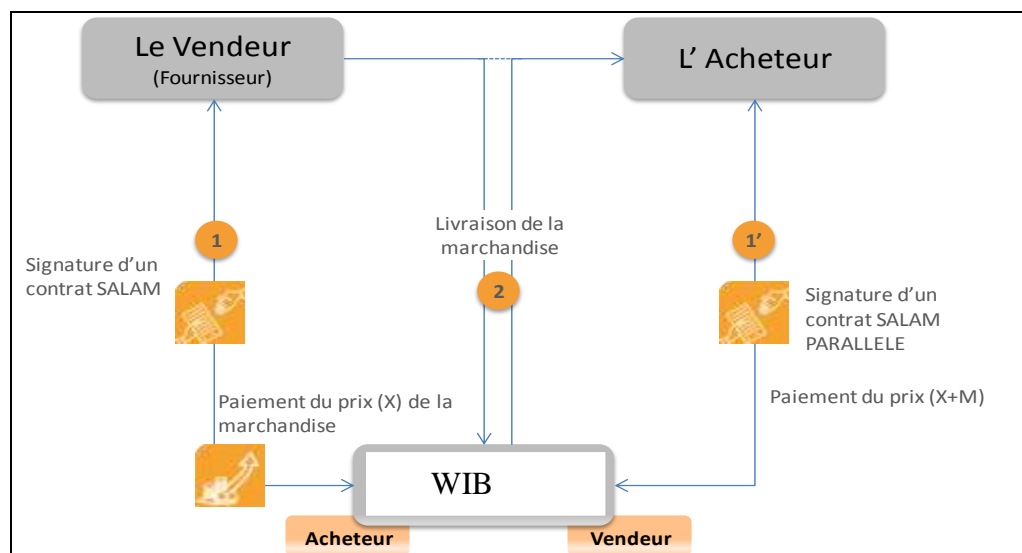 Le Vendeur
(Fournisseur)
L' Acheteur
1
Signature d'un
contrat SALAM
Livraison de la
marchandise
2
1'
Signature d'un
contrat SALAM
PARALLELE
Paiement du prix (X) de la
marchandise
Paiement du prix (X+M)
WIB
Acheteur
Vendeur